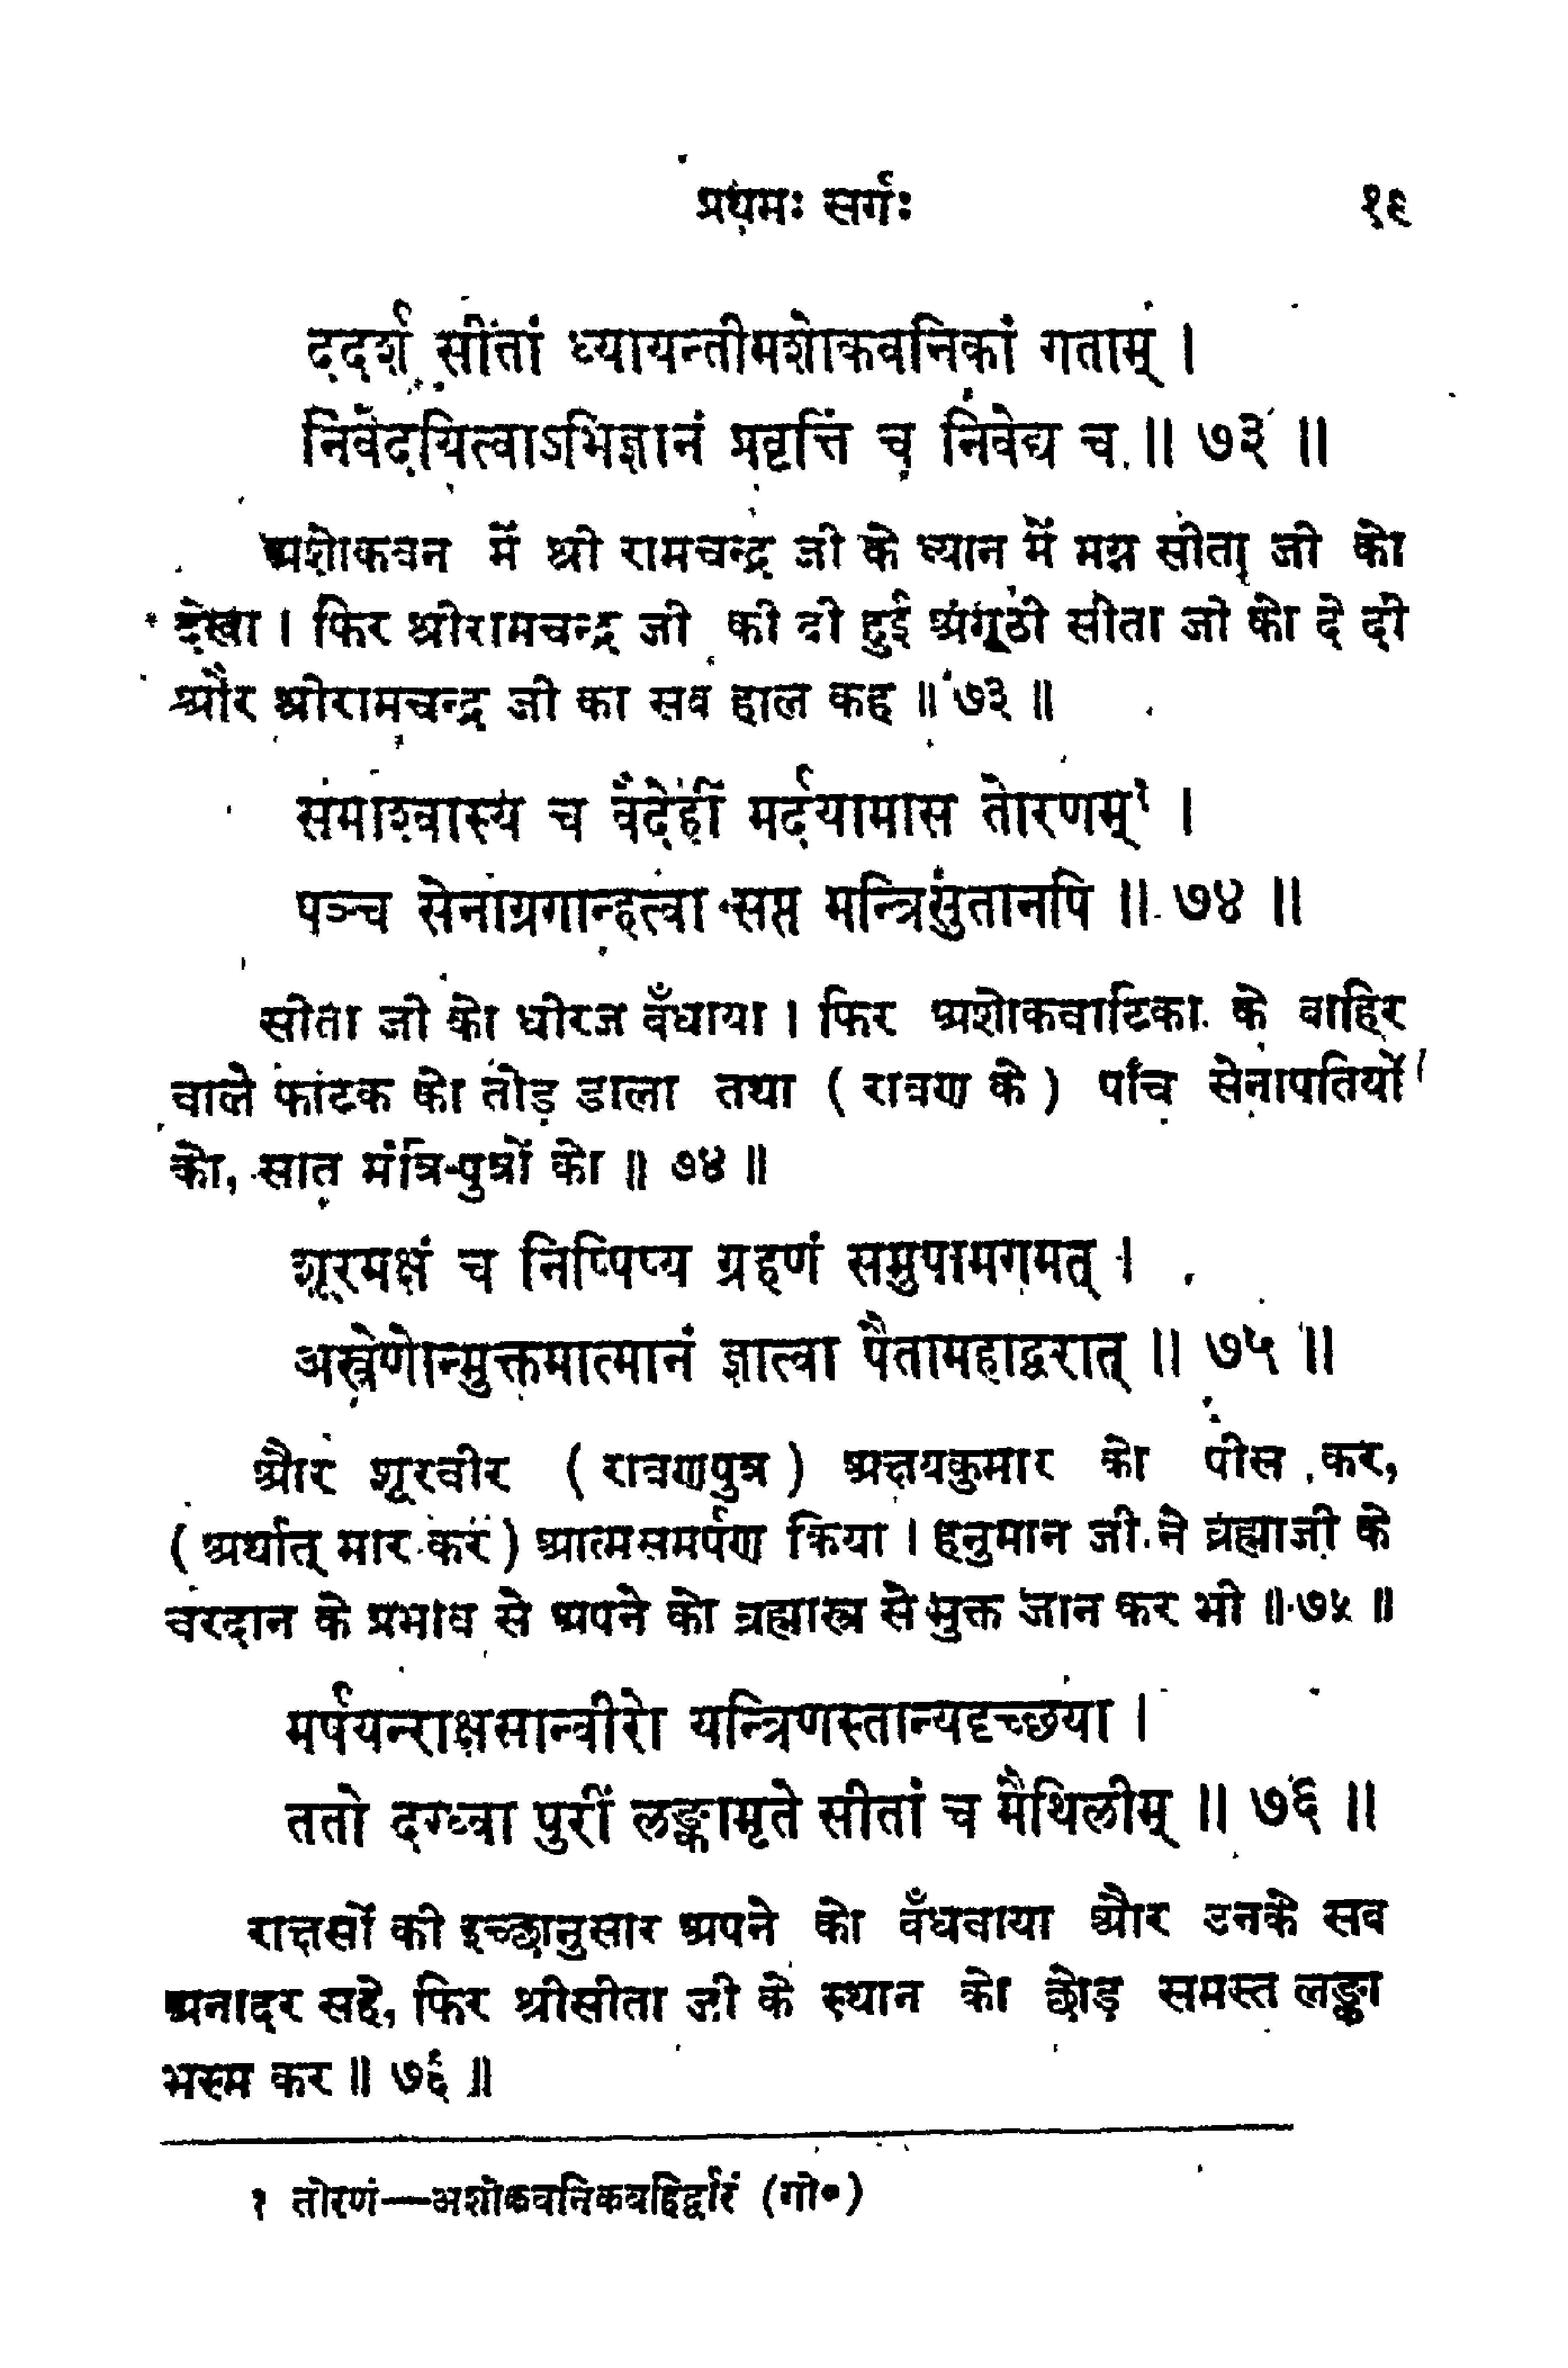 प्रथमः सर्गः १९
ददर्श सीतां ध्यायन्तीमशोकवनिकां गताम् ।
निवेदयित्वाऽभिज्ञानं प्रवृत्तिं च निवेद्य च ॥ ७३ ॥
अशोकवन में श्री रामचन्द्र जी के ध्यान में मग्न सीता जी को
देखा । फिर श्रीरामचन्द्र जी की दी हुई अंगूठी सीता जी को दे दी
और श्रीरामचन्द्र जी का सब हाल कह ॥ ७३ ॥
समाश्वास्य च वैदेहीं मर्दयामास तोरणम्१ ।
पञ्च सेनाग्रगान्हत्वा सप्त मन्त्रिसुतानपि ॥ ७४ ॥
सीता जी को धीरज बँधाया । फिर अशोकवाटिका के बाहिर
वाले फाटक को तोड़ डाला तथा ( रावण के ) पाँच सेनापतियों
को, सात मंत्रि-पुत्रों को ॥ ७४ ॥
शूरमक्षं च निष्पिष्य ग्रहणं समुपामगमत् ।
अस्त्रेणोन्मुक्तमात्मानं ज्ञात्वा पैतामहाद्वरात् ॥ ७५ ॥
और शूरवीर ( रावणपुत्र ) अक्षयकुमार को पीस कर,
( अर्थात् मार कर ) आत्मसमर्पण किया । हनुमान जी ने ब्रह्माजी के
वरदान के प्रभाव से अपने को ब्रह्मास्त्र से मुक्त जान कर भी ॥ ७५ ॥
मर्षयन्राक्षसान्वीरो यन्त्रिणस्तान्यदृच्छया ।
ततो दग्ध्वा पुरीं लङ्कामृते सीतां च मैथिलीम् ॥ ७६ ॥
राक्षसों की इच्छानुसार अपने को बँधवाया और उनके सब
अनादर सहे, फिर श्रीसीता जी के स्थान को छोड़ समस्त लङ्का
भस्म कर ॥ ७६ ॥
१ तोरणं—अशोकवनिकबहिर्द्वारं (गो०)